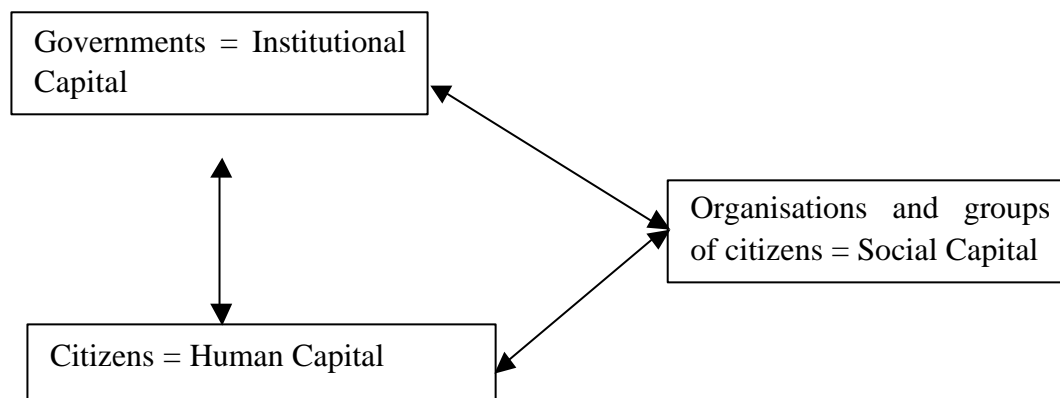 Governments = Institutional
Capital
Organisations and groups
of citizens = Social Capital
Citizens = Human Capital